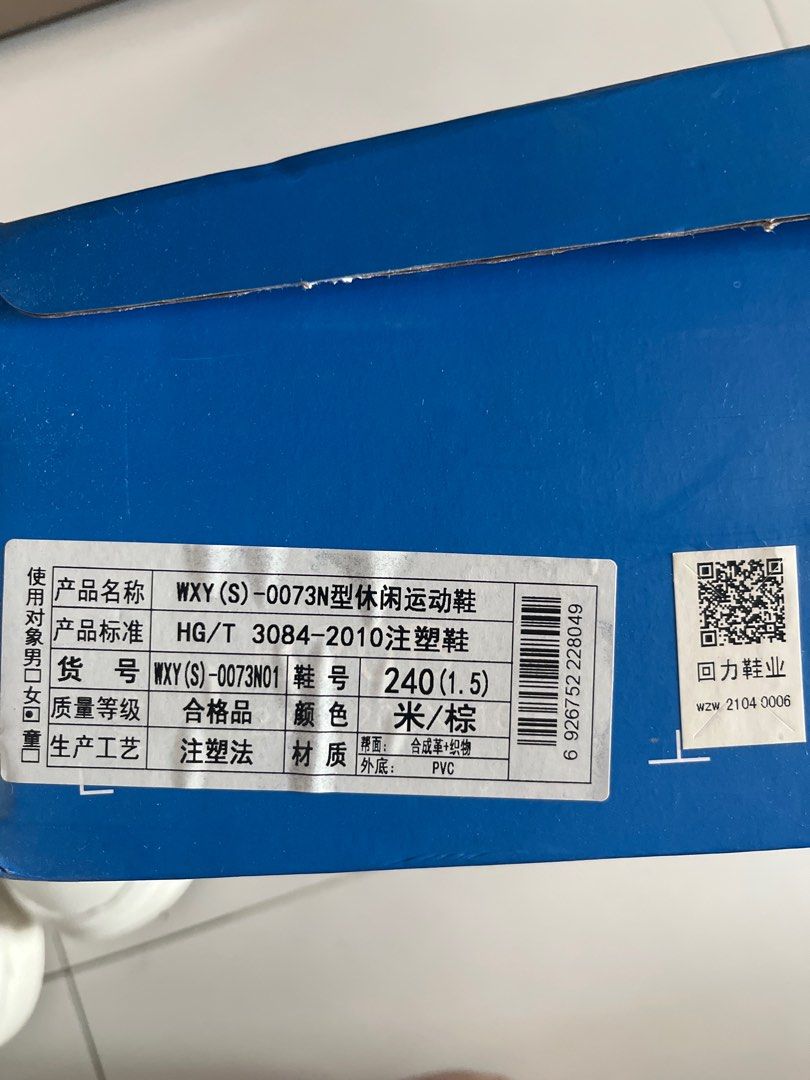 使用对象男□女☑童□
产品名称 WXY(S)-0073N型休闲运动鞋
产品标准 HG/T 3084-2010注塑鞋
货号 WXY(S)-0073N01 鞋号 240(1.5)
质量等级 合格品 颜色 米/棕
生产工艺 注塑法 材质 帮面: 合成革+织物
外底: PVC
6 926752 228049
回力鞋业
wzw 2104 0006